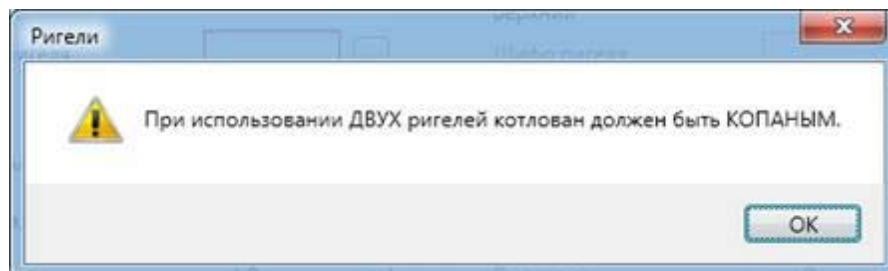 Ригели
При использовании ДВУХ ригелей котлован должен быть КОПАНЫМ.
OK